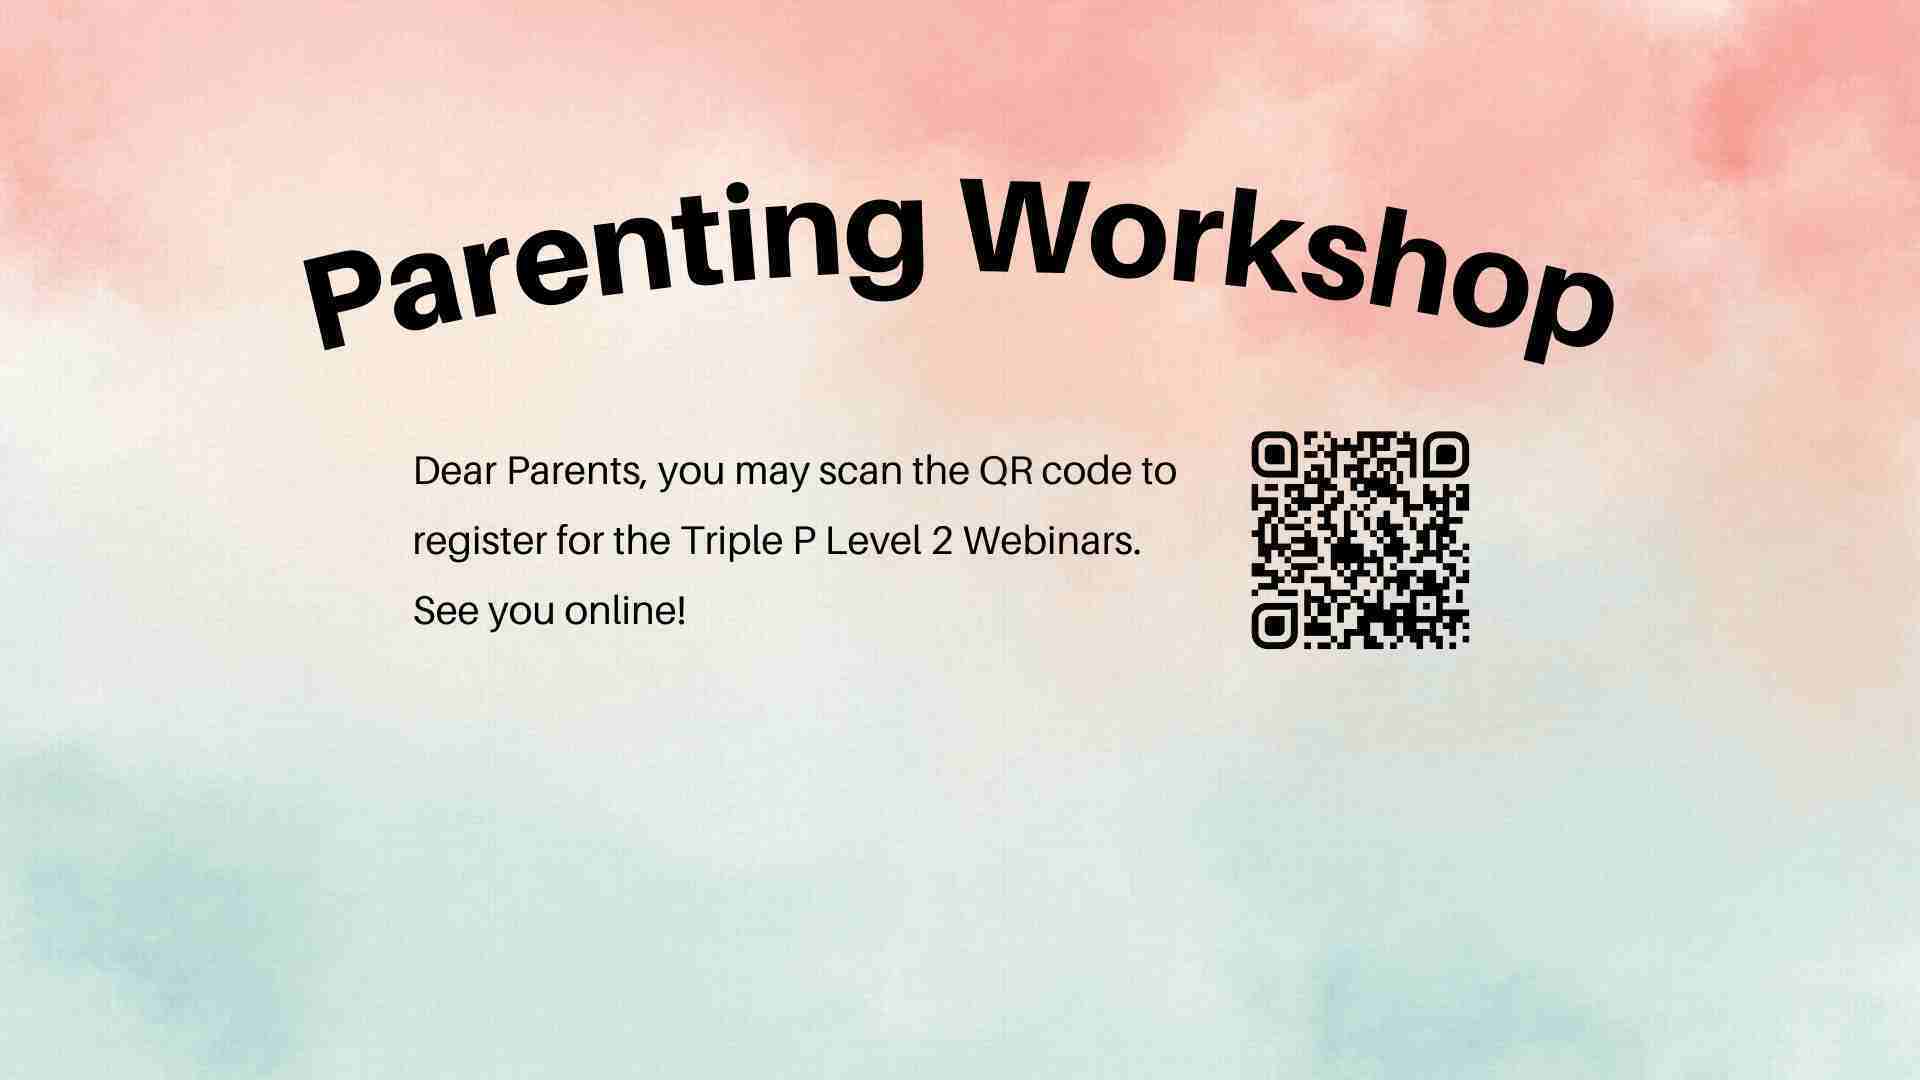 Parenting Workshop
Dear Parents, you may scan the QR code to
register for the Triple P Level 2 Webinars.
See you online!